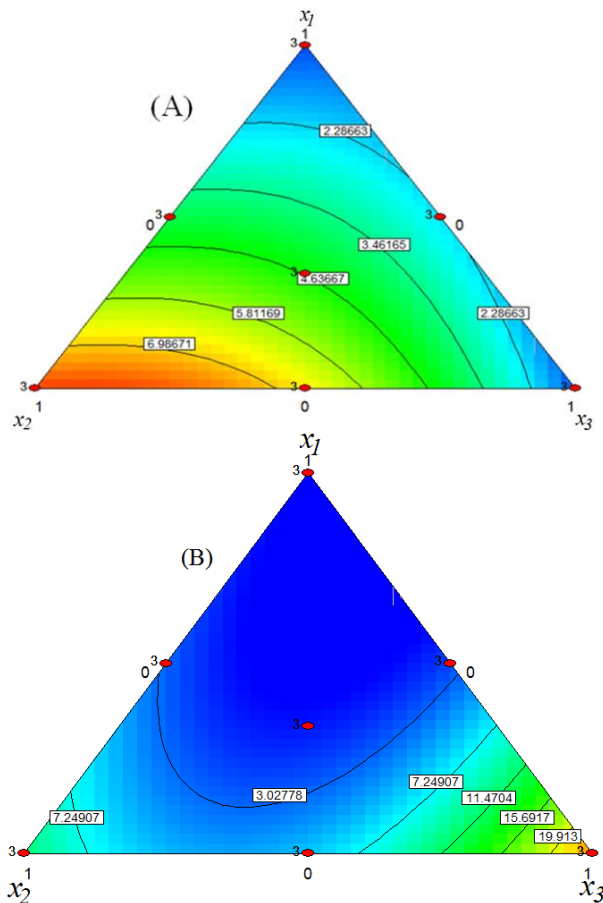 x1
3 1
(A)
2.28663
3 3
0 0
3.46165
3
4.63667
5.81169
2.28663
6.98671
3 3 3
1 0 1
x2 x3
x1
1
3
(B)
3 3
0 0
3
3.02778
7.24907
7.24907
11.4704
15.6917
19.913
3 3 3
1 0 1
x2 x3